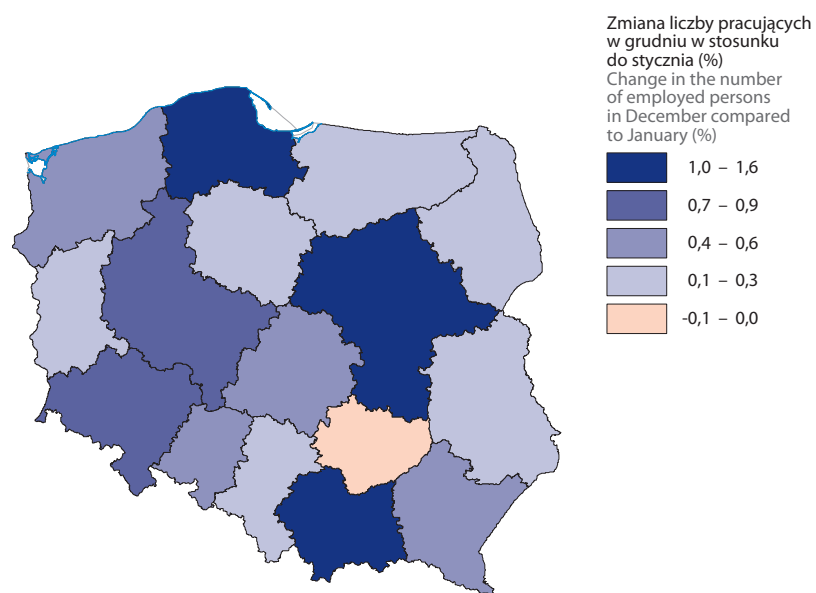 Zmiana liczby pracujących
w grudniu w stosunku
do stycznia (%)
Change in the number
of employed persons
in December compared
to January (%)
1,0 – 1,6
0,7 – 0,9
0,4 – 0,6
0,1 – 0,3
-0,1 – 0,0